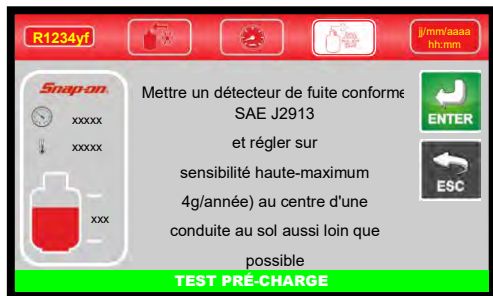 R1234yf
jj/mm/aaaa
hh:mm
Snap-on
xxxxx
xxxxx
xxx
Mettre un détecteur de fuite conforme
SAE J2913
et régler sur
sensibilité haute-maximum
4g/année) au centre d'une
conduite au sol aussi loin que
possible
ENTER
ESC
TEST PRÉ-CHARGE